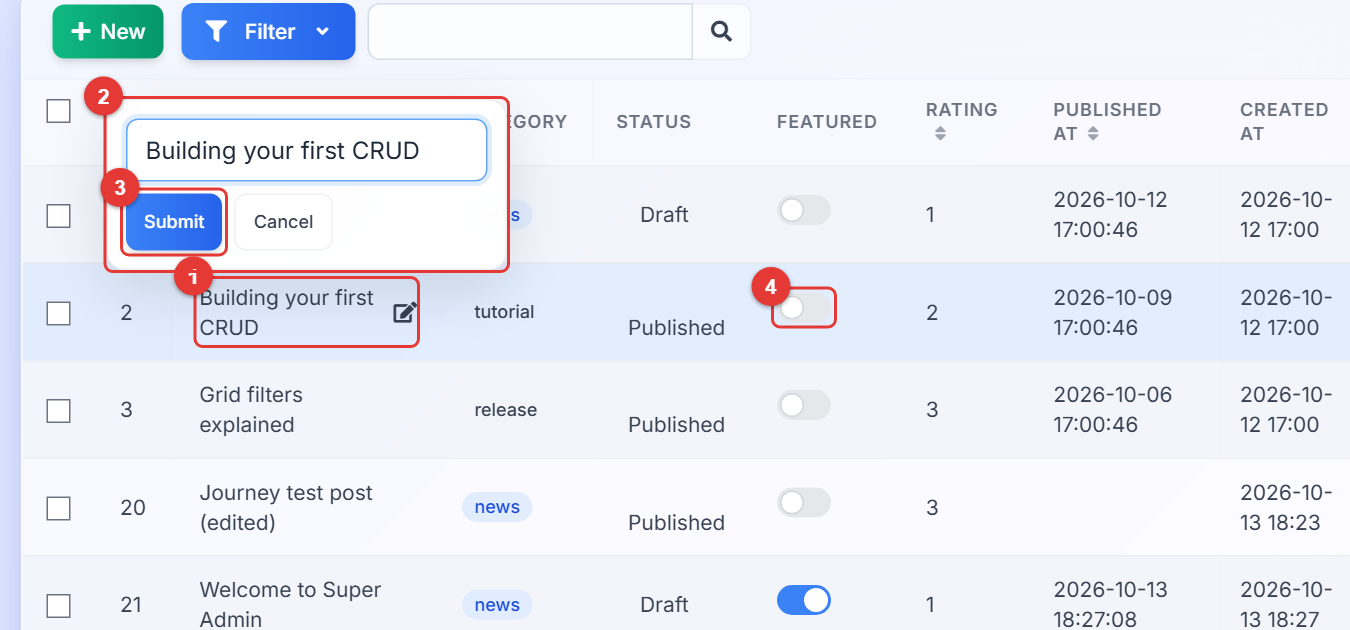 New
Filter
2
EGORY
STATUS
FEATURED
RATING
PUBLISHED
AT
CREATED
AT
Building your first CRUD
3
Submit
Cancel
s
Draft
1
2026-10-12
17:00:46
2026-10-
12 17:00
1
2
Building your first
CRUD
tutorial
Published
4
2
2026-10-09
17:00:46
2026-10-
12 17:00
3
Grid filters
explained
release
Published
3
2026-10-06
17:00:46
2026-10-
12 17:00
20
Journey test post
(edited)
news
Published
3
2026-10-
13 18:23
21
Welcome to Super
Admin
news
Draft
1
2026-10-13
18:27:08
2026-10-
13 18:27